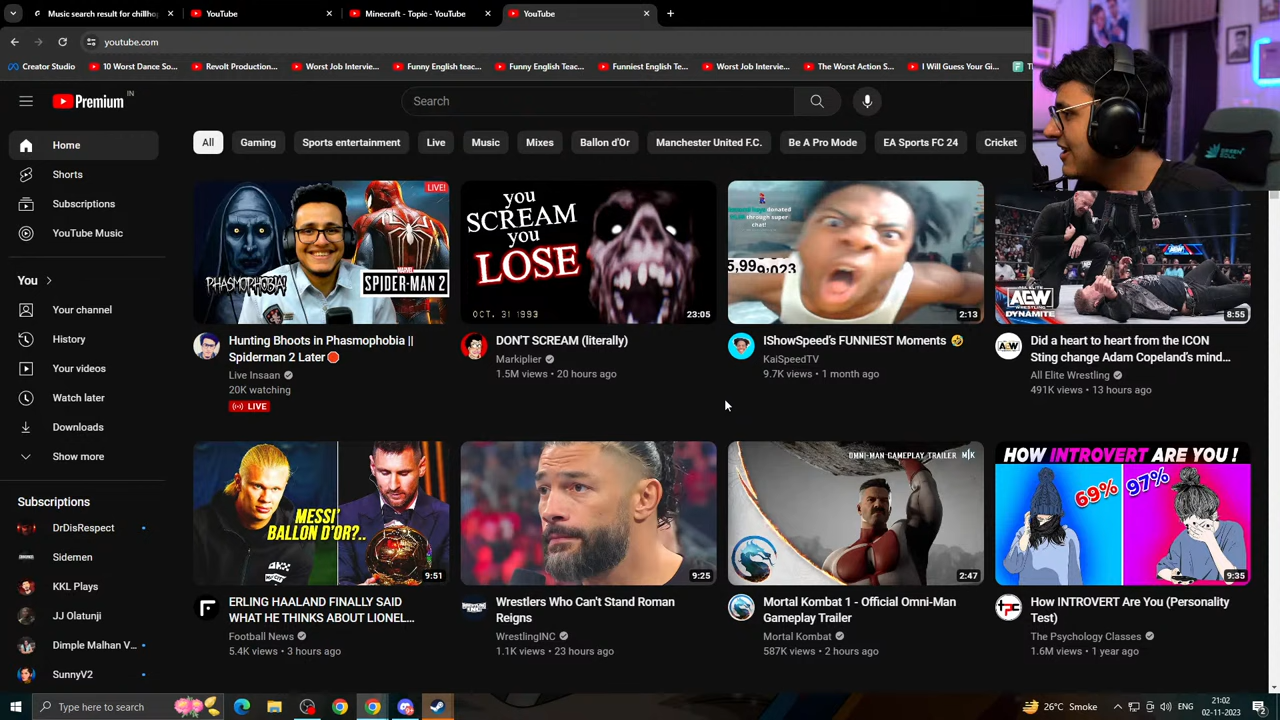 Music search result for chillho
YouTube
Minecraft - Topic - YouTube
YouTube
youtube.com
Creator Studio
10 Worst Dance So...
Revolt Production...
Worst Job Intervie...
Funny English teac...
Funny English Teac...
Funniest English Te...
Worst Job Intervie...
The Worst Action S...
I Will Guess Your Gi...
Premium IN
Search
Home
Shorts
Subscriptions
YouTube Music
You
Your channel
History
Your videos
Watch later
Downloads
Show more
Subscriptions
DrDisRespect
Sidemen
KKL Plays
JJ Olatunji
Dimple Malhan V...
SunnyV2
All
Gaming
Sports entertainment
Live
Music
Mixes
Ballon d'Or
Manchester United F.C.
Be A Pro Mode
EA Sports FC 24
Cricket
LIVE!
PHASMOPHOBIA!
MARVEL
SPIDER-MAN 2
Hunting Bhoots in Phasmophobia ||
Spiderman 2 Later
Live Insaan
20K watching
LIVE
you
SCREAM
you
LOSE
OCT. 31 1993
23:05
DON'T SCREAM (literally)
Markiplier
1.5M views • 20 hours ago
donated
through super
chat!
2:13
IShowSpeed's FUNNIEST Moments
KaiSpeedTV
9.7K views • 1 month ago
AEW
ALL ELITE WRESTLING
DYNAMITE
8:55
Did a heart to heart from the ICON
Sting change Adam Copeland's mind...
All Elite Wrestling
491K views • 13 hours ago
MESSI
BALLON D'OR?..
9:51
ERLING HAALAND FINALLY SAID
WHAT HE THNKS ABOUT LIONEL...
Football News
5.4K views • 3 hours ago
9:25
Wrestlers Who Can't Stand Roman
Reigns
WrestlingINC
1.1K views • 23 hours ago
OMNI-MAN GAMEPLAY TRAILER
2:47
Mortal Kombat 1 - Official Omni-Man
Gameplay Trailer
Mortal Kombat
587K views • 2 hours ago
HOW INTROVERT ARE YOU !
69%
97%
9:35
How INTROVERT Are You (Personality
Test)
The Psychology Classes
1.6M views • 1 year ago
GREEN
SOUL
Type here to search
26°C Smoke
21:02
02-11-2023